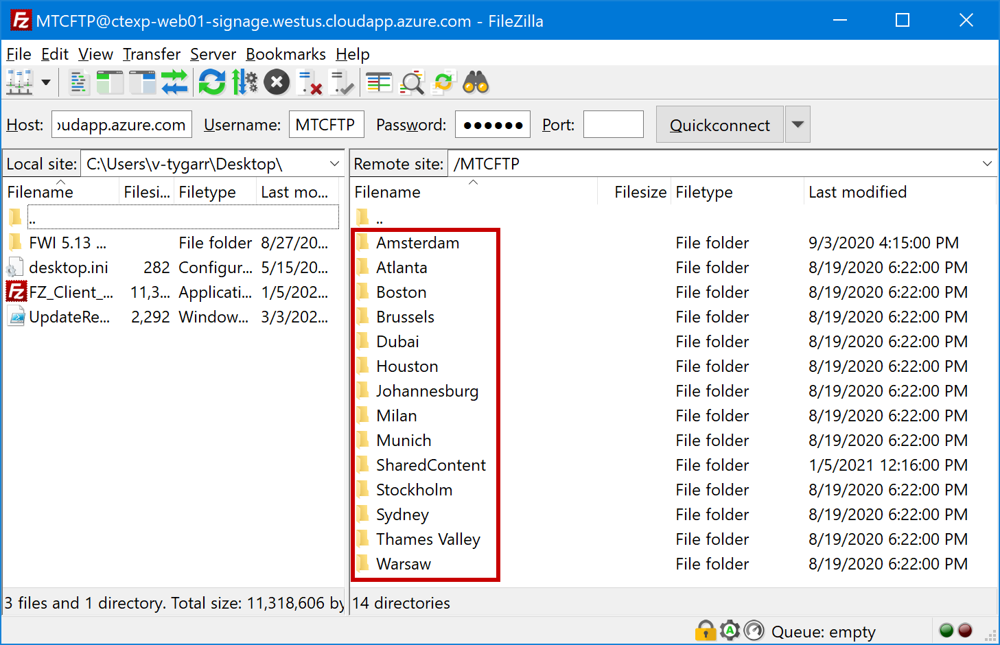 MTCFTP@ctexp-web01-signage.westus.cloudapp.azure.com - FileZilla
File Edit View Transfer Server Bookmarks Help
Host: oudapp.azure.com Username: MTCFTP Password: ●●●●●● Port: Quickconnect
Local site: C:\Users\v-tygarr\Desktop\ Remote site: /MTCFTP
Filename Filesi... Filetype Last mo... Filename Filesize Filetype Last modified
.. ..
FWI 5.13 ... File folder 8/27/20... Amsterdam File folder 9/3/2020 4:15:00 PM
desktop.ini 282 Configur... 5/15/20... Atlanta File folder 8/19/2020 6:22:00 PM
FZ_Client_... 11,3... Applicati... 1/5/202... Boston File folder 8/19/2020 6:22:00 PM
UpdateRe... 2,292 Window... 3/3/202... Brussels File folder 8/19/2020 6:22:00 PM
Dubai File folder 8/19/2020 6:22:00 PM
Houston File folder 8/19/2020 6:22:00 PM
Johannesburg File folder 8/19/2020 6:22:00 PM
Milan File folder 8/19/2020 6:22:00 PM
Munich File folder 8/19/2020 6:22:00 PM
SharedContent File folder 1/5/2021 12:16:00 PM
Stockholm File folder 8/19/2020 6:22:00 PM
Sydney File folder 8/19/2020 6:22:00 PM
Thames Valley File folder 8/19/2020 6:22:00 PM
Warsaw File folder 8/19/2020 6:22:00 PM
3 files and 1 directory. Total size: 11,318,606 by 14 directories
Queue: empty